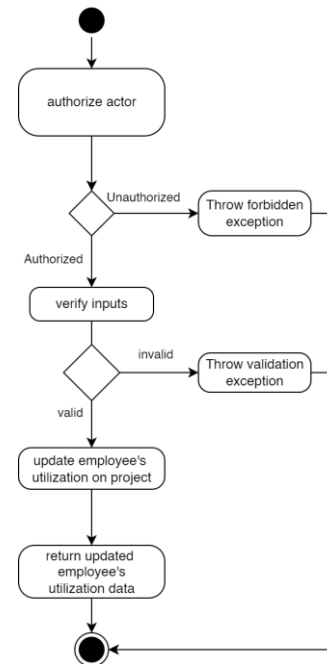 authorize actor
Unauthorized
Throw forbidden
exception
Authorized
verify inputs
invalid
Throw validation
exception
valid
update employee's
utilization on project
return updated
employee's
utilization data